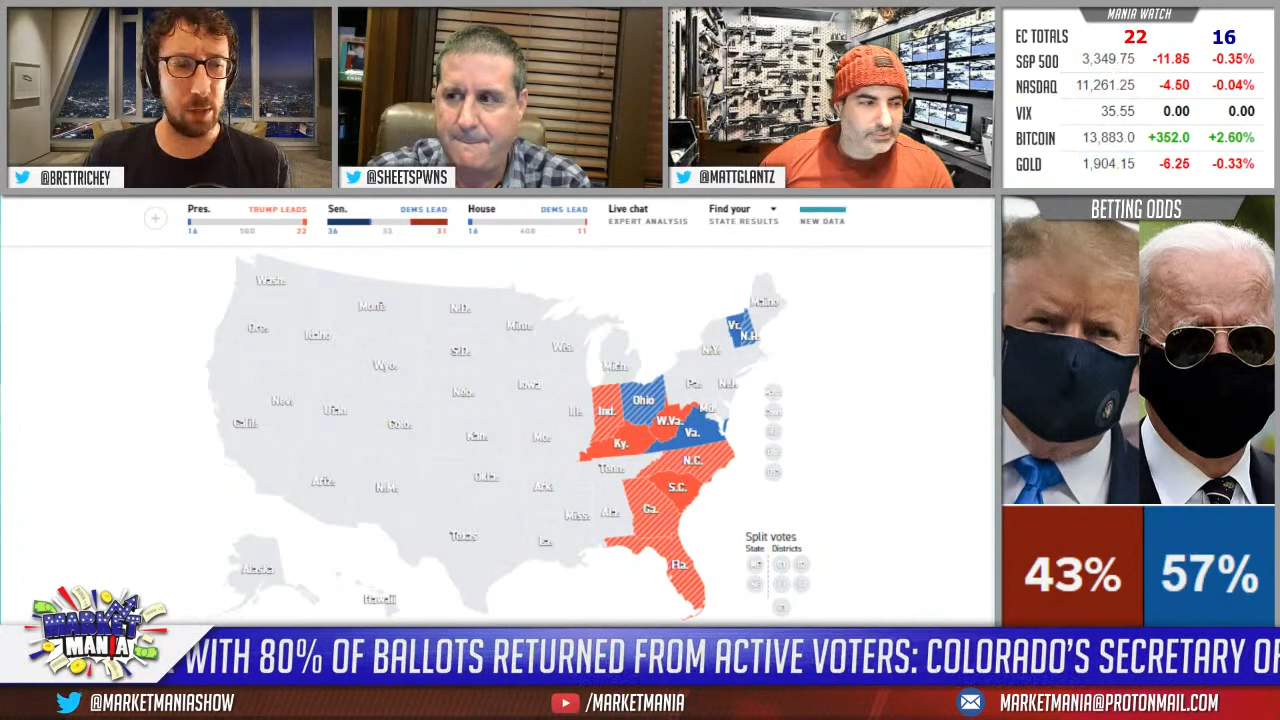 @BRETTRICHEY
@SHEETSPWNS
@MATTGLANTZ
MANIA WATCH
EC TOTALS 22 16
S&P 500 3,349.75 -11.85 -0.35%
NASDAQ 11,261.25 -4.50 -0.04%
VIX 35.55 0.00 0.00
BITCOIN 13,883.0 +352.0 +2.60%
GOLD 1,904.15 -6.25 -0.33%
Pres. TRUMP LEADS
16 500 22
Sen. DEMS LEAD
36 33 31
House DEMS LEAD
16 408 11
Live chat
EXPERT ANALYSIS
Find your
STATE RESULTS
NEW DATA
BETTING ODDS
Wash.
Mont.
N.D.
Minn.
Maine
Ore.
Idaho
Wis.
Vt.
N.H.
Wyo.
S.D.
Mich.
N.Y.
Nev.
Utah
Neb.
Iowa
Pa.
N.J.
Calif.
Colo.
Kan.
Mo.
Ill.
Ind.
Ohio
W.Va.
Md.
Va.
Ky.
N.C.
Tenn.
Ariz.
N.M.
Okla.
Ark.
S.C.
Miss.
Ala.
Ga.
Texas
La.
Fla.
Alaska
Hawaii
Split votes
State Districts
43% 57%
MARKET
MANIA
WITH 80% OF BALLOTS RETURNED FROM ACTIVE VOTERS: COLORADO'S SECRETARY OF
@MARKETMANIASHOW
/MARKETMANIA
MARKETMANIA@PROTONMAIL.COM